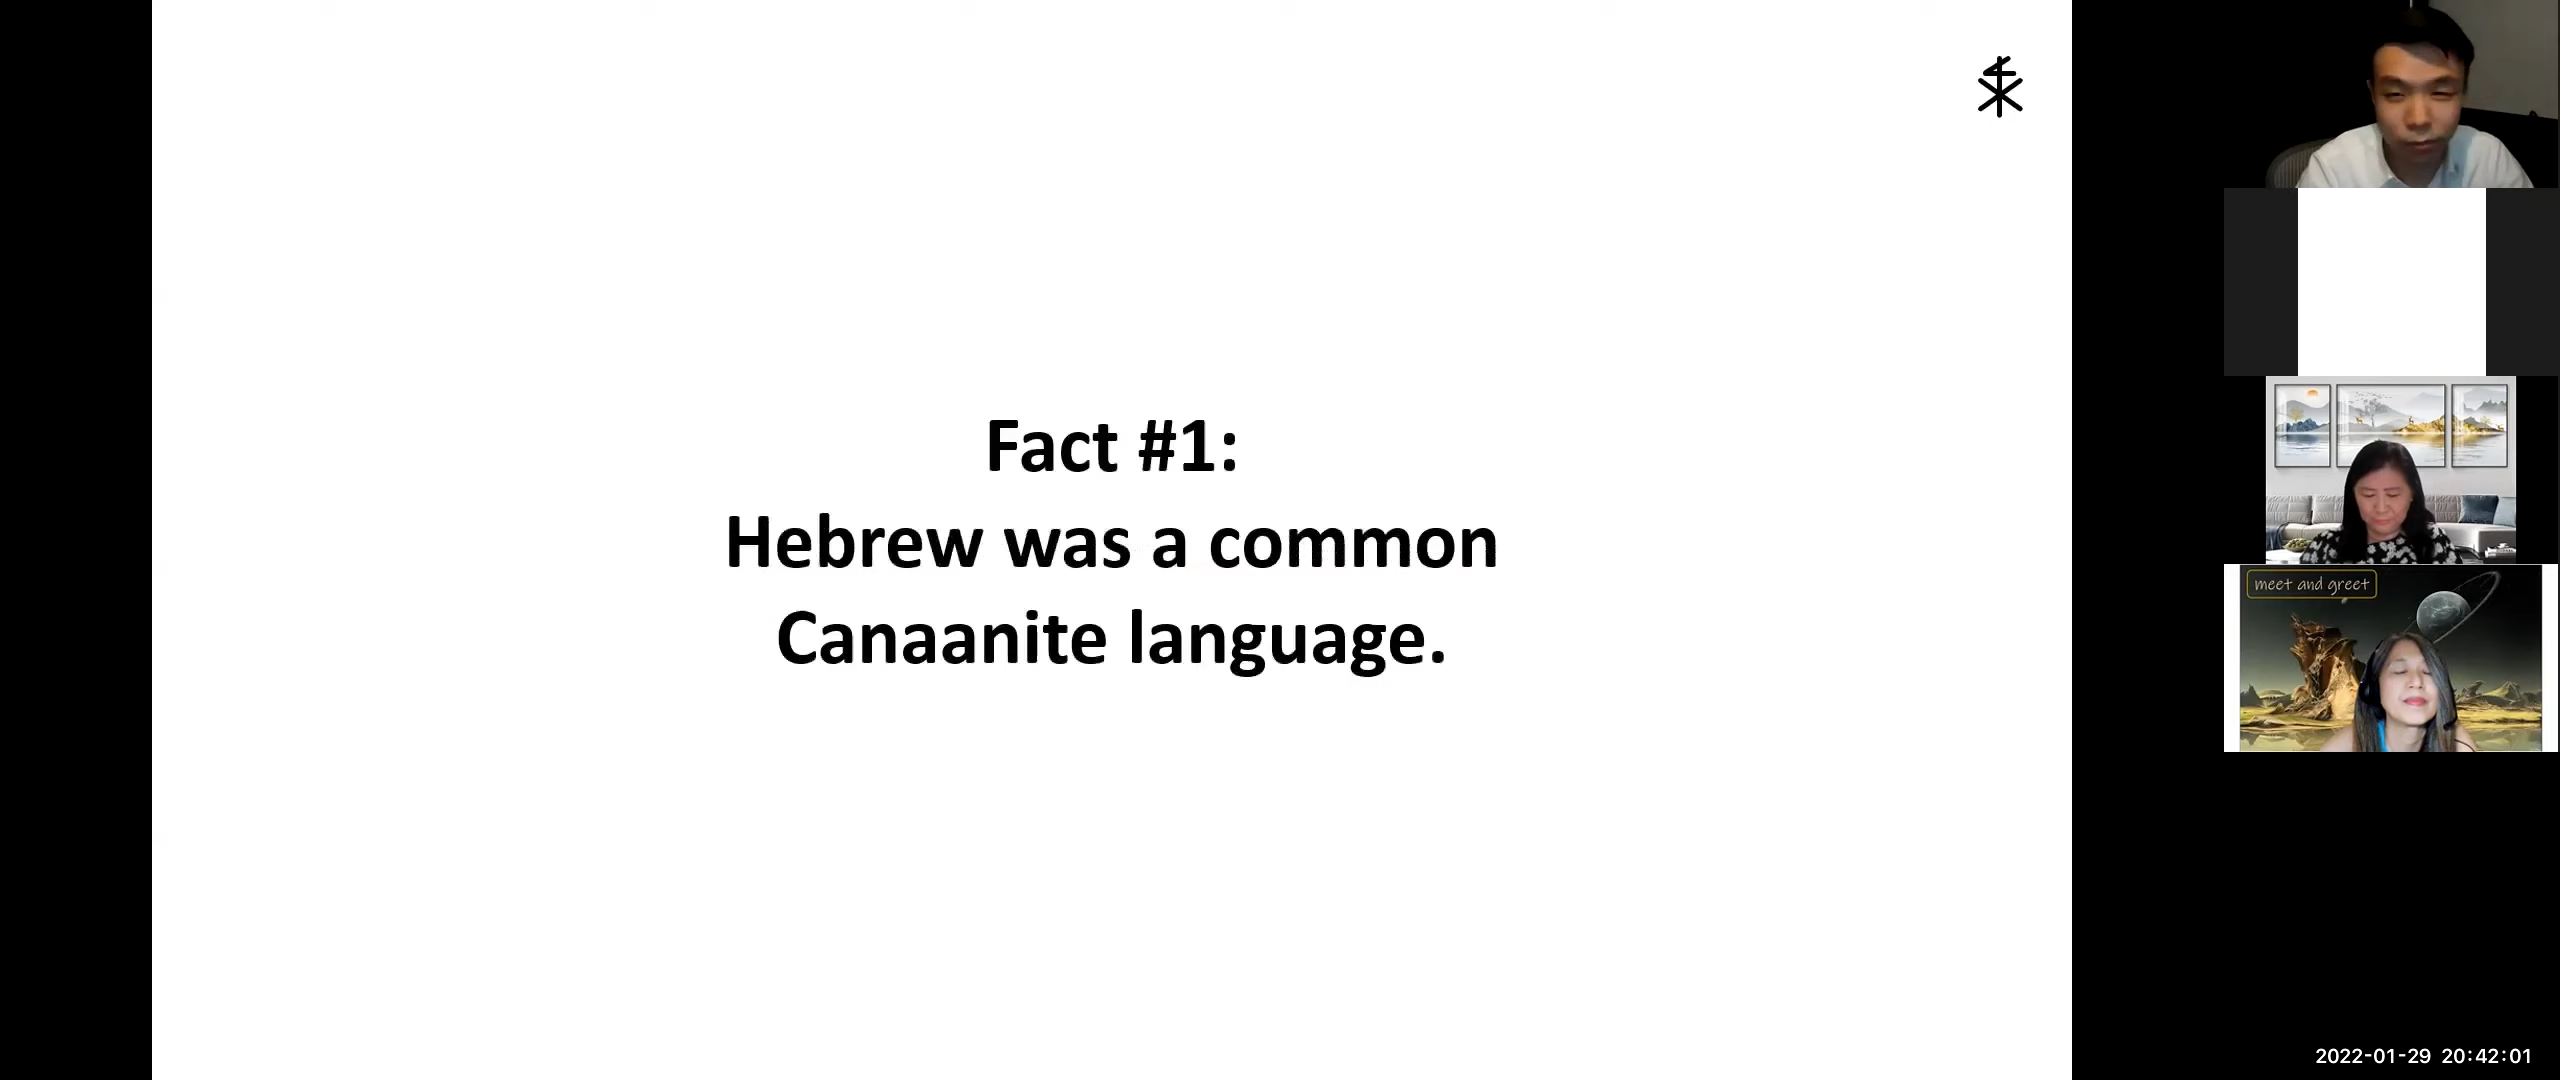 Fact #1:
Hebrew was a common
Canaanite language.
meet and greet
2022-01-29 20:42:01